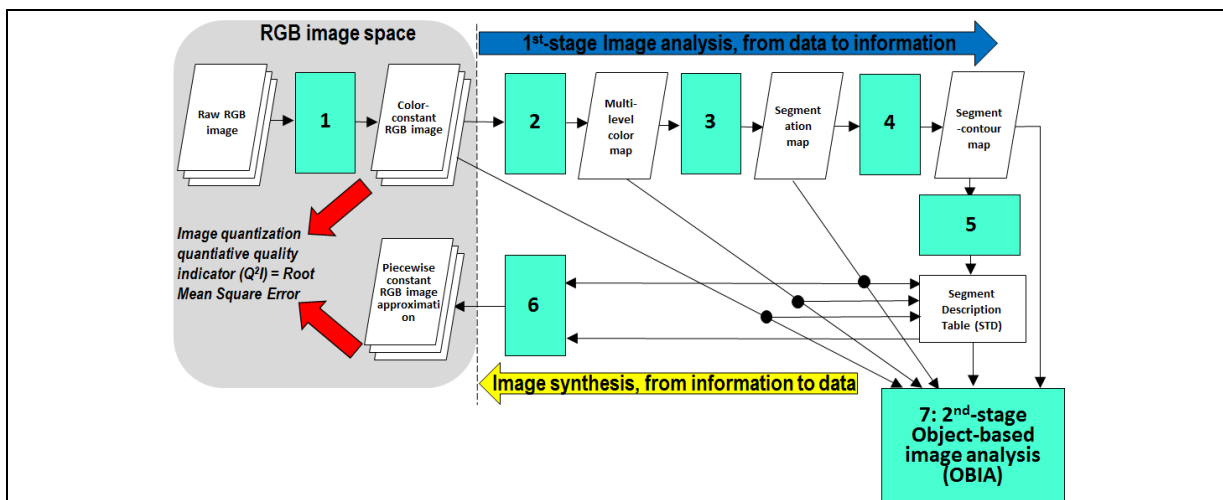 RGB image space
1st-stage Image analysis, from data to information
Raw RGB
image
1
Color-
constant
RGB image
2
Multi-
level color
map
3
Segment
ation
map
4
Segment
-contour
map
5
Image quantization
quantiative quality
indicator (Q²I) = Root
Mean Square Error
Piecewise
constant
RGB image
approximati
on
6
Segment
Description
Table (STD)
Image synthesis, from information to data
7: 2nd-stage
Object-based
image analysis
(OBIA)